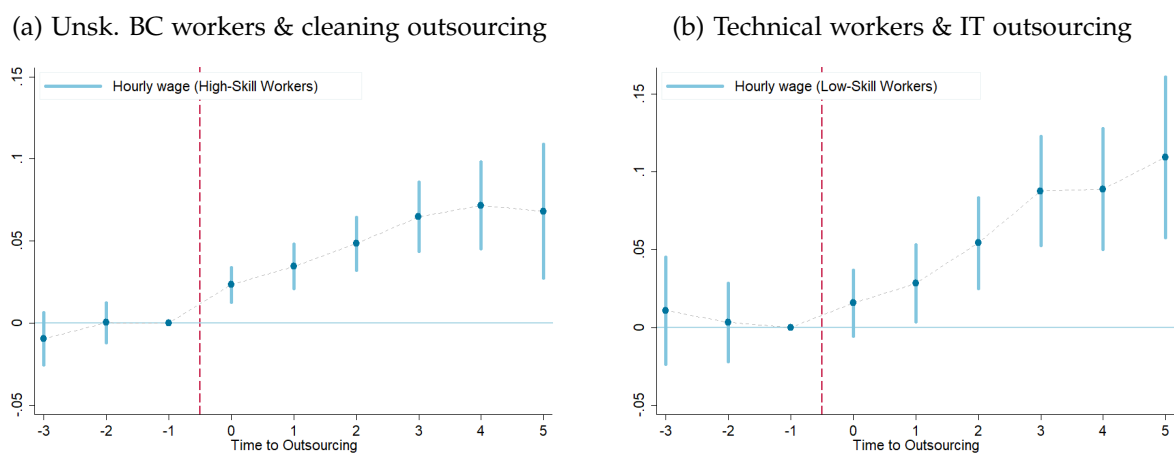 (a) Unsk. BC workers & cleaning outsourcing
Hourly wage (High-Skill Workers)
.15
.1
.05
0
-.05
-3 -2 -1 0 1 2 3 4 5
Time to Outsourcing
(b) Technical workers & IT outsourcing
Hourly wage (Low-Skill Workers)
.15
.1
.05
0
-.05
-3 -2 -1 0 1 2 3 4 5
Time to Outsourcing